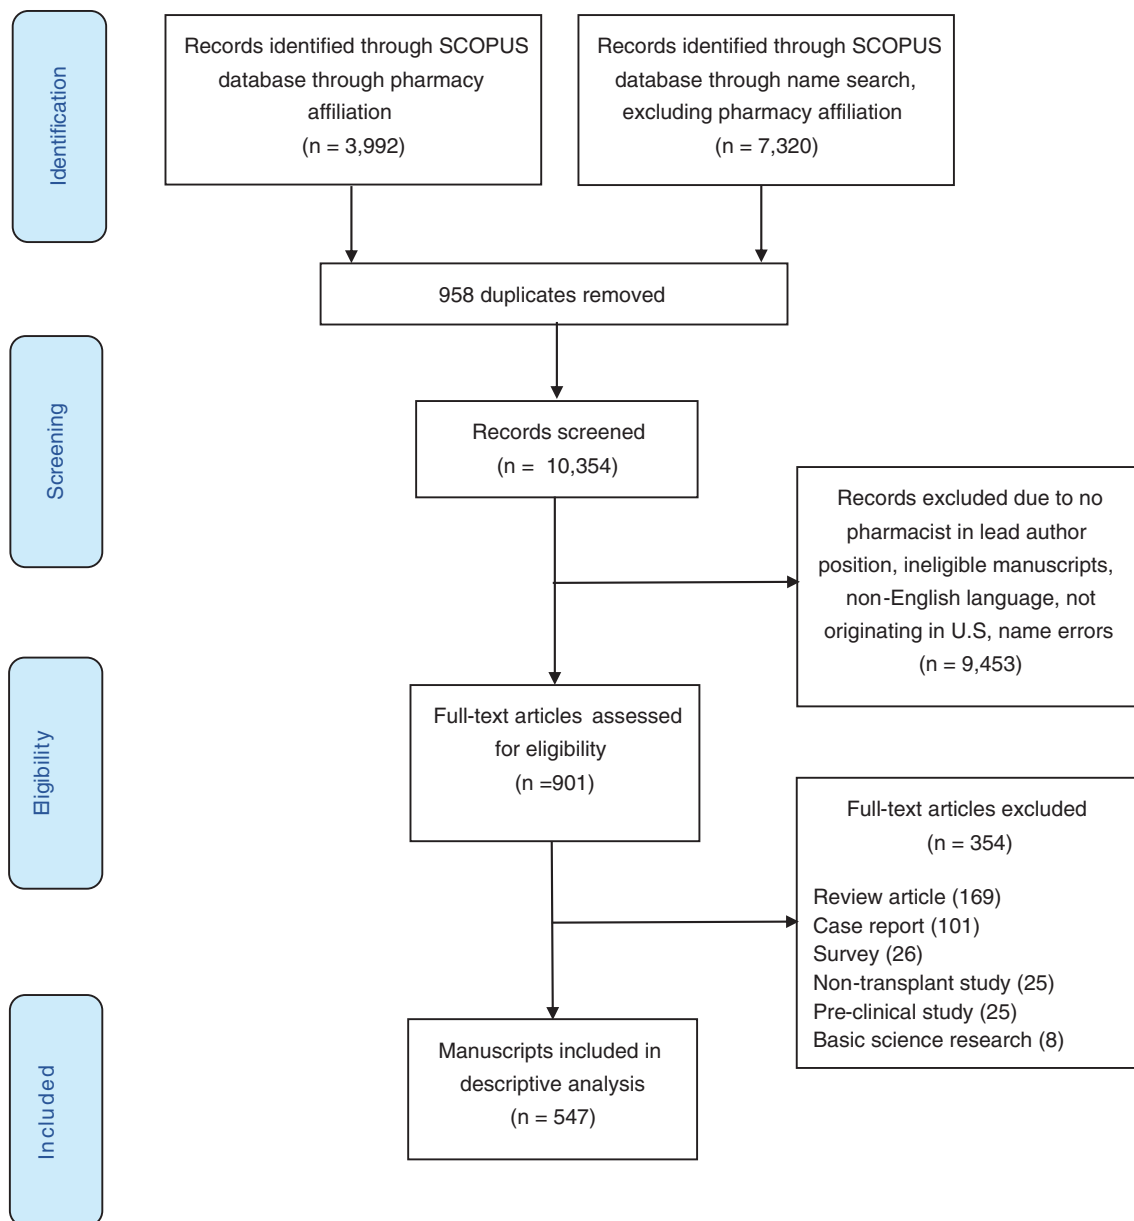 Identification
Records identified through SCOPUS
database through pharmacy
affiliation
(n = 3,992)
Records identified through SCOPUS
database through name search,
excluding pharmacy affiliation
(n = 7,320)
958 duplicates removed
Screening
Records screened
(n =  10,354)
Records excluded due to no
pharmacist in lead author
position, ineligible manuscripts,
non-English language, not
originating in U.S, name errors
(n = 9,453)
Eligibility
Full-text articles  assessed
for eligibility
(n =901)
Full-text articles excluded
(n = 354)
Review article (169)
Case report (101)
Survey (26)
Non-transplant study (25)
Pre-clinical study (25)
Basic science research (8)
Included
Manuscripts included in
descriptive analysis
(n = 547)